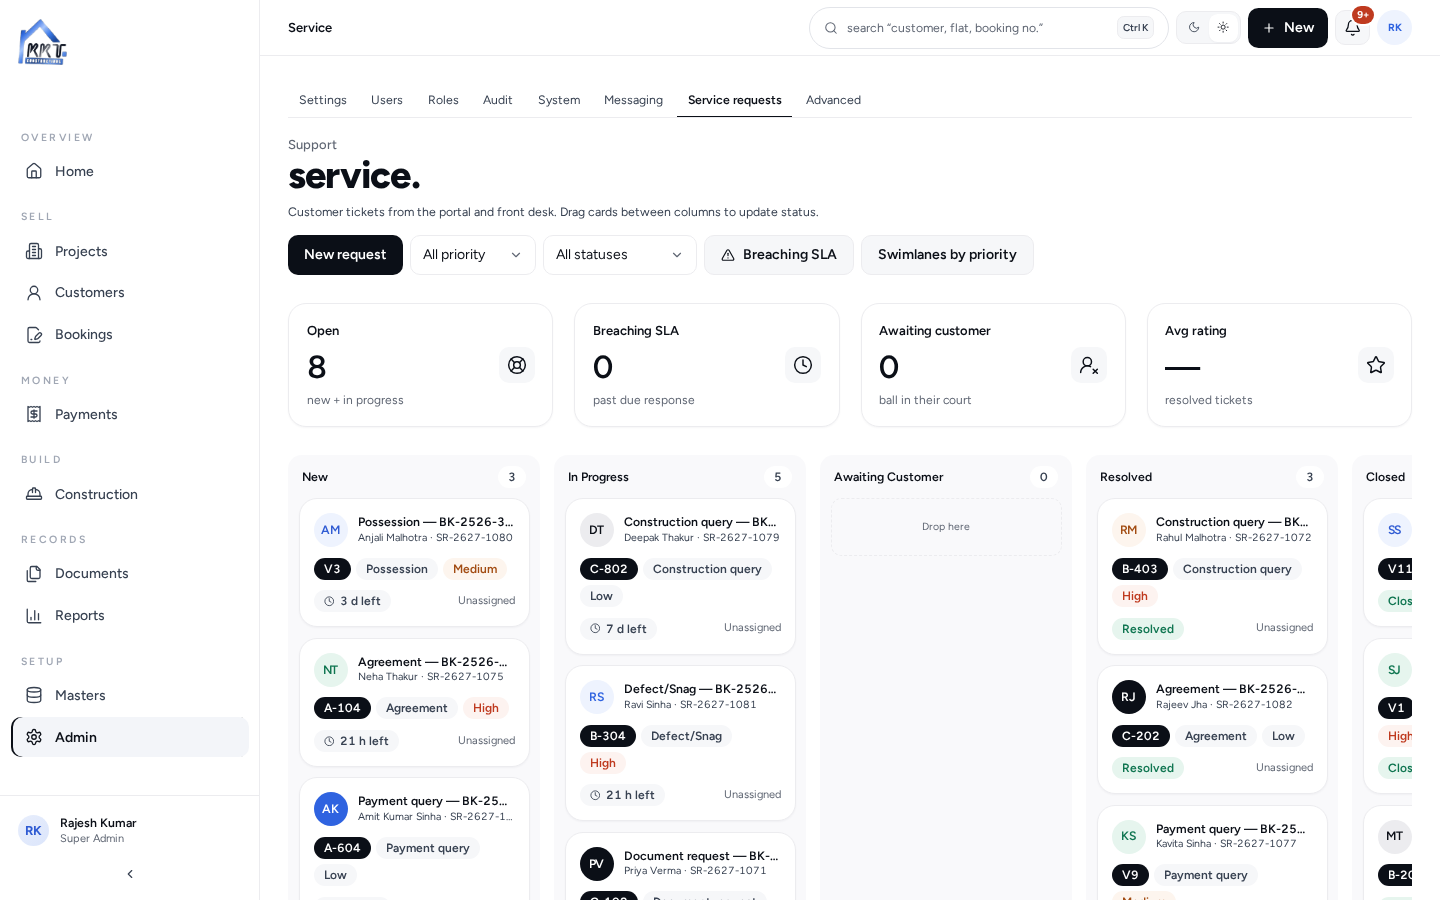 RKT
CONSTRUCTIONS
Service
search “customer, flat, booking no.”
Ctrl K
New
9+
RK
OVERVIEW
Home
SELL
Projects
Customers
Bookings
MONEY
Payments
BUILD
Construction
RECORDS
Documents
Reports
SETUP
Masters
Admin
RK
Rajesh Kumar
Super Admin
Settings
Users
Roles
Audit
System
Messaging
Service requests
Advanced
Support
service.
Customer tickets from the portal and front desk. Drag cards between columns to update status.
New request
All priority
All statuses
Breaching SLA
Swimlanes by priority
Open
8
new + in progress
Breaching SLA
0
past due response
Awaiting customer
0
ball in their court
Avg rating
—
resolved tickets
New
3
AM
Possession — BK-2526-3...
Anjali Malhotra · SR-2627-1080
V3
Possession
Medium
3 d left
Unassigned
NT
Agreement — BK-2526-...
Neha Thakur · SR-2627-1075
A-104
Agreement
High
21 h left
Unassigned
AK
Payment query — BK-25...
Amit Kumar Sinha · SR-2627-1...
A-604
Payment query
Low
In Progress
5
DT
Construction query — BK...
Deepak Thakur · SR-2627-1079
C-802
Construction query
Low
7 d left
Unassigned
RS
Defect/Snag — BK-2526...
Ravi Sinha · SR-2627-1081
B-304
Defect/Snag
High
21 h left
Unassigned
PV
Document request — BK-...
Priya Verma · SR-2627-1071
Awaiting Customer
0
Drop here
Resolved
3
RM
Construction query — BK...
Rahul Malhotra · SR-2627-1072
B-403
Construction query
High
Resolved
Unassigned
RJ
Agreement — BK-2526-...
Rajeev Jha · SR-2627-1082
C-202
Agreement
Low
Resolved
Unassigned
KS
Payment query — BK-25...
Kavita Sinha · SR-2627-1077
V9
Payment query
Closed
SS
V11
Clos
SJ
V1
High
Clos
MT
B-20